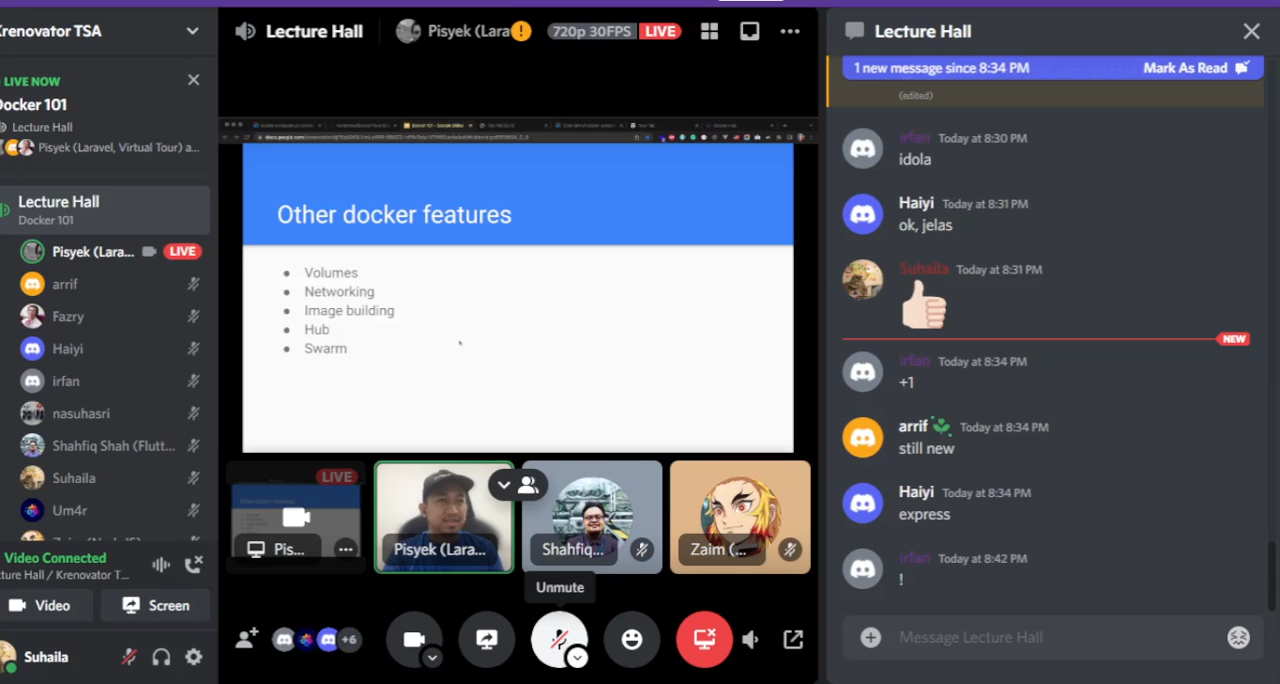 Krenovator TSA
LIVE NOW
Docker 101
Lecture Hall
Pisyek (Laravel, Virtual Tour) a...
Lecture Hall
Docker 101
Pisyek (Lara...
LIVE
arrif
Fazry
Haiyi
irfan
nasuhasri
Shahfiq Shah (Flutt...
Suhaila
Um4r
Video Connected
cture Hall / Krenovator T...
Video
Screen
Suhaila
Lecture Hall
Pisyek (Lara
720p 30FPS
LIVE
Other docker features
Volumes
Networking
Image building
Hub
Swarm
LIVE
Pis...
Pisyek (Lara...
Shahfiq...
Zaim (...
Unmute
+6
Lecture Hall
1 new message since 8:34 PM
Mark As Read
(edited)
irfan Today at 8:30 PM
idola
Haiyi Today at 8:31 PM
ok, jelas
Suhaila Today at 8:31 PM
NEW
irfan Today at 8:34 PM
+1
arrif Today at 8:34 PM
still new
Haiyi Today at 8:34 PM
express
irfan Today at 8:42 PM
!
Message Lecture Hall